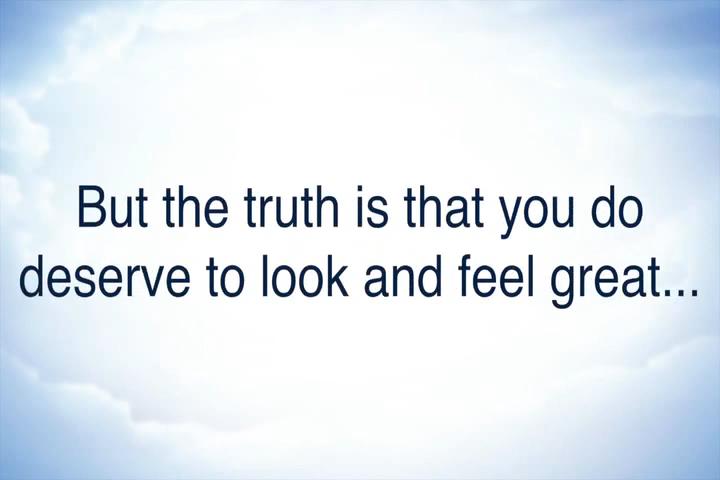 But the truth is that you do
deserve to look and feel great...